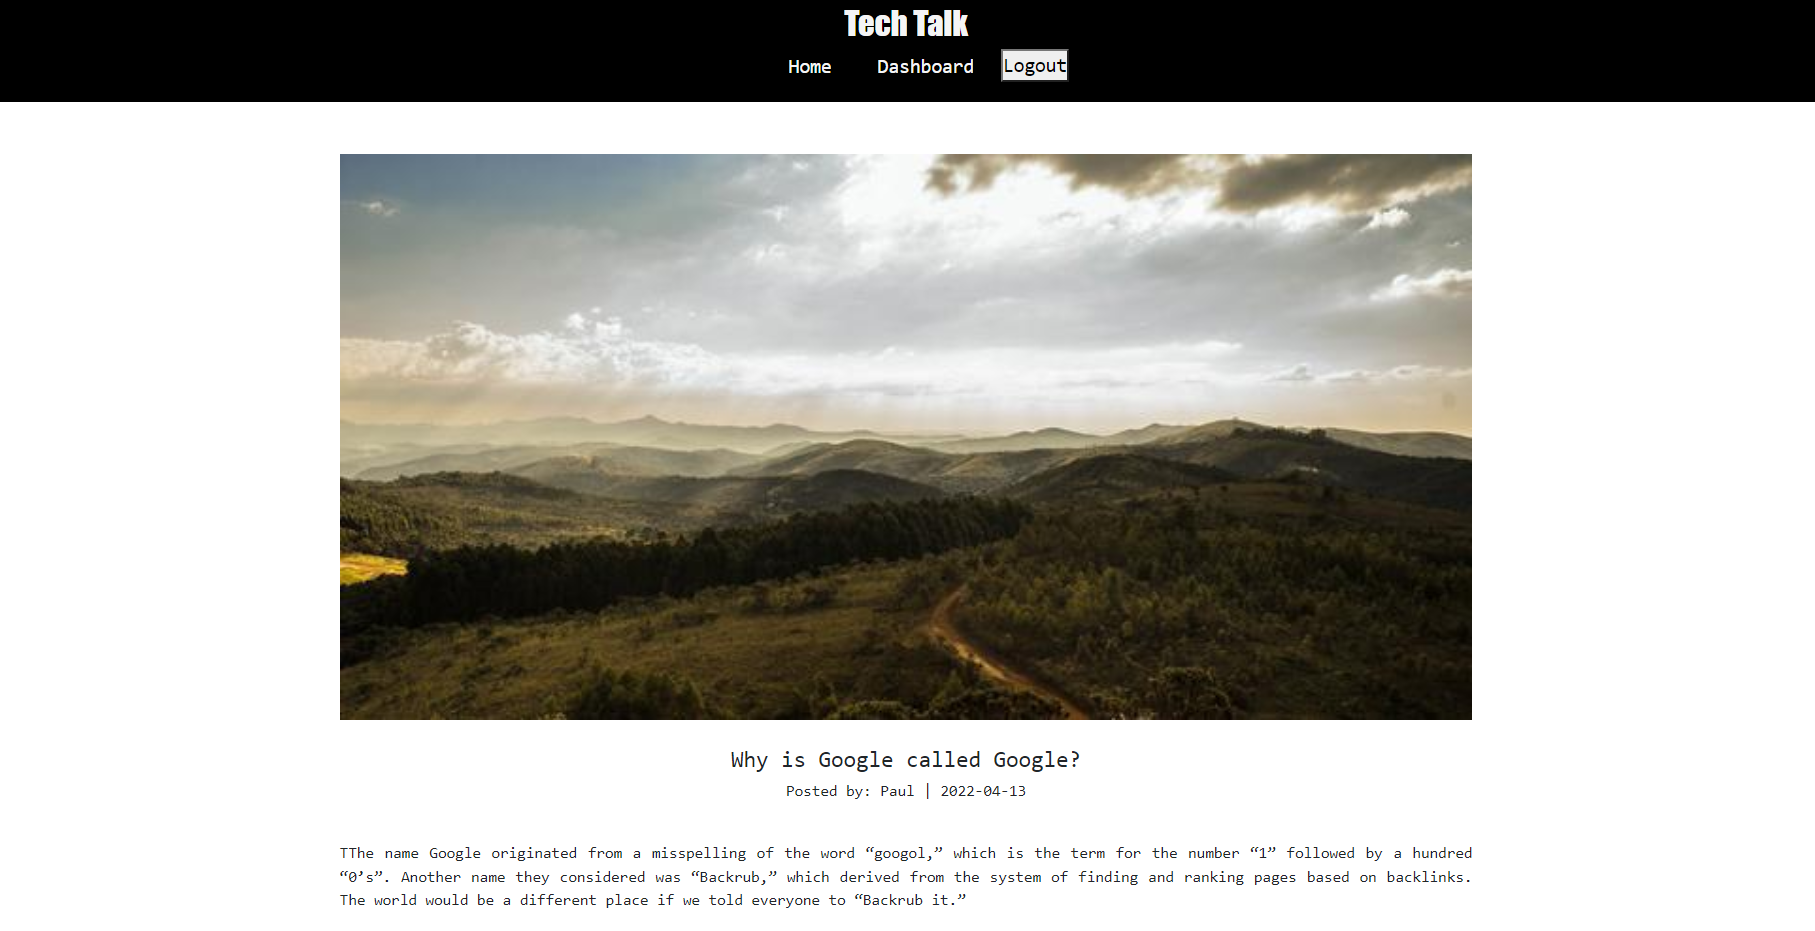 Tech Talk
Home Dashboard Logout
Why is Google called Google?
Posted by: Paul | 2022-04-13
TThe name Google originated from a misspelling of the word “googol,” which is the term for the number “1” followed by a hundred
“0’s”. Another name they considered was “Backrub,” which derived from the system of finding and ranking pages based on backlinks.
The world would be a different place if we told everyone to “Backrub it.”